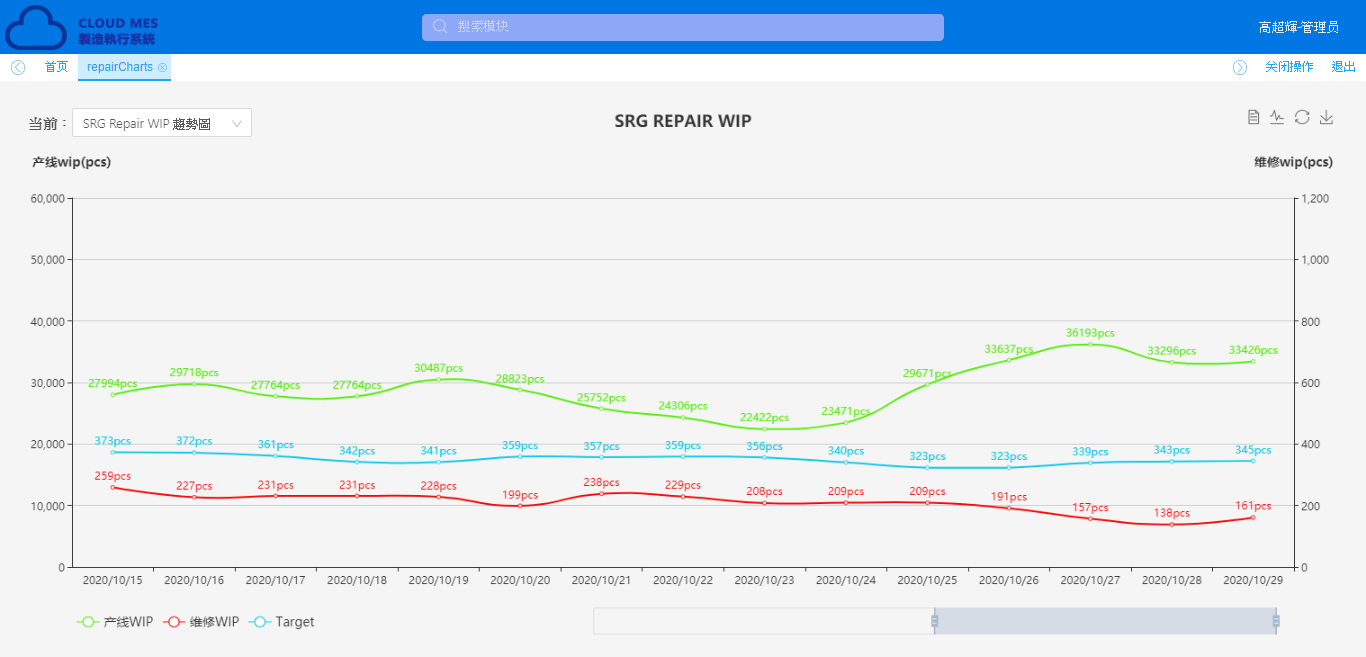 CLOUD MES
製造執行系統
搜索模块
高超輝-管理员
首页
repairCharts
关闭操作
退出
当前：
SRG Repair WIP 趨勢圖
SRG REPAIR WIP
产线wip(pcs)
维修wip(pcs)
60,000
50,000
40,000
30,000
20,000
10,000
0
1,200
1,000
800
600
400
200
0
27994pcs
29718pcs
27764pcs
27764pcs
30487pcs
28823pcs
25752pcs
24306pcs
22422pcs
23471pcs
29671pcs
33637pcs
36193pcs
33296pcs
33426pcs
373pcs
372pcs
361pcs
342pcs
341pcs
359pcs
357pcs
359pcs
356pcs
340pcs
323pcs
323pcs
339pcs
343pcs
345pcs
259pcs
227pcs
231pcs
231pcs
228pcs
199pcs
238pcs
229pcs
208pcs
209pcs
209pcs
191pcs
157pcs
138pcs
161pcs
2020/10/15
2020/10/16
2020/10/17
2020/10/18
2020/10/19
2020/10/20
2020/10/21
2020/10/22
2020/10/23
2020/10/24
2020/10/25
2020/10/26
2020/10/27
2020/10/28
2020/10/29
产线WIP
维修WIP
Target